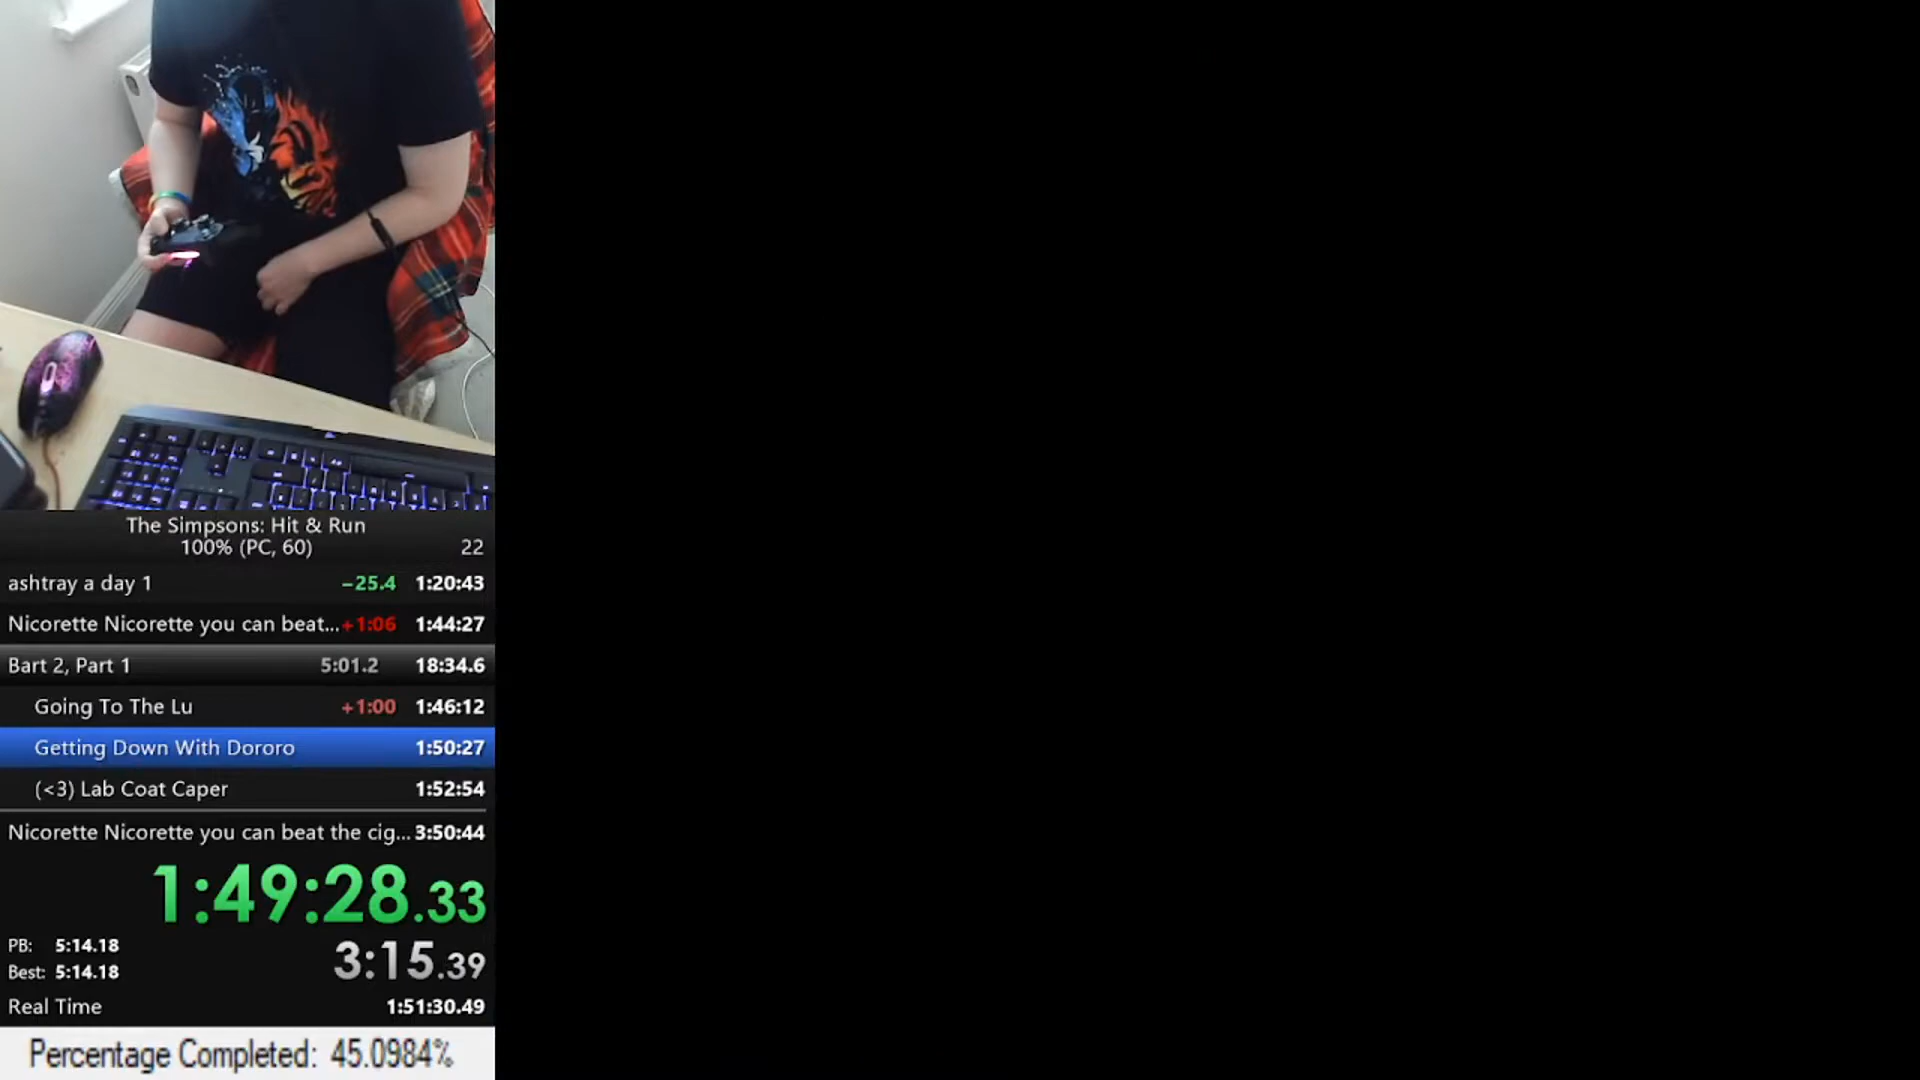 The Simpsons: Hit & Run
100% (PC, 60) 22
ashtray a day 1 −25.4 1:20:43
Nicorette Nicorette you can beat... +1:06 1:44:27
Bart 2, Part 1 5:01.2 18:34.6
Going To The Lu +1:00 1:46:12
Getting Down With Dororo 1:50:27
(<3) Lab Coat Caper 1:52:54
Nicorette Nicorette you can beat the cig... 3:50:44
1:49:28.33
PB: 5:14.18
3:15.39
Best: 5:14.18
Real Time 1:51:30.49
Percentage Completed: 45.0984%